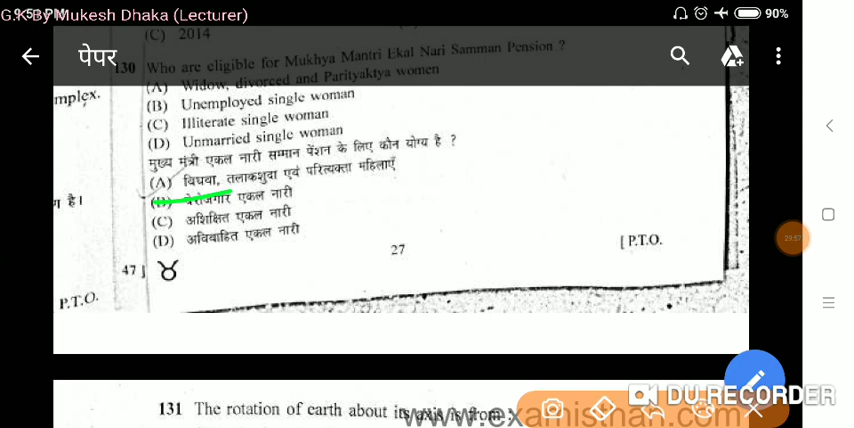 G.K By Mukesh Dhaka (Lecturer)
90%
पेपर
(C) 2014
130 Who are eligible for Mukhya Mantri Ekal Nari Samman Pension ?
(A) Widow, divorced and Parityaktya women
mplex.
(B) Unemployed single woman
(C) Illiterate single woman
(D) Unmarried single woman
मुख्य मंत्री एकल नारी सम्मान पेंशन के लिए कौन योग्य है ?
(A) विधवा, तलाकशुदा एवं परित्यक्ता महिलाएँ
है।
(B) बेरोजगार एकल नारी
(C) अशिक्षित एकल नारी
(D) अविवाहित एकल नारी
27
[ P.T.O.
47 ]
P.T.O.
29:57
DU RECORDER
131 The rotation of earth about its axis is from :
www.examisthan.com